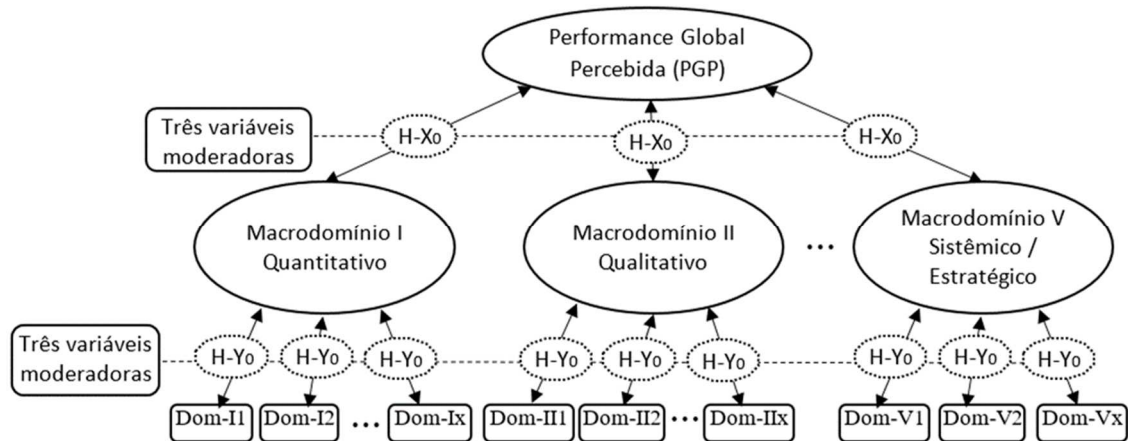 Performance Global
Percebida (PGP)
Três variáveis
moderadoras
H-X₀
H-X₀
H-X₀
Macrodomínio I
Quantitativo
Macrodomínio II
Qualitativo
...
Macrodomínio V
Sistêmico /
Estratégico
Três variáveis
moderadoras
H-Y₀
H-Y₀
H-Y₀
H-Y₀
H-Y₀
H-Y₀
H-Y₀
H-Y₀
H-Y₀
Dom-I1
Dom-I2
...
Dom-Ix
Dom-II1
Dom-II2
...
Dom-IIx
Dom-V1
Dom-V2
...
Dom-Vx